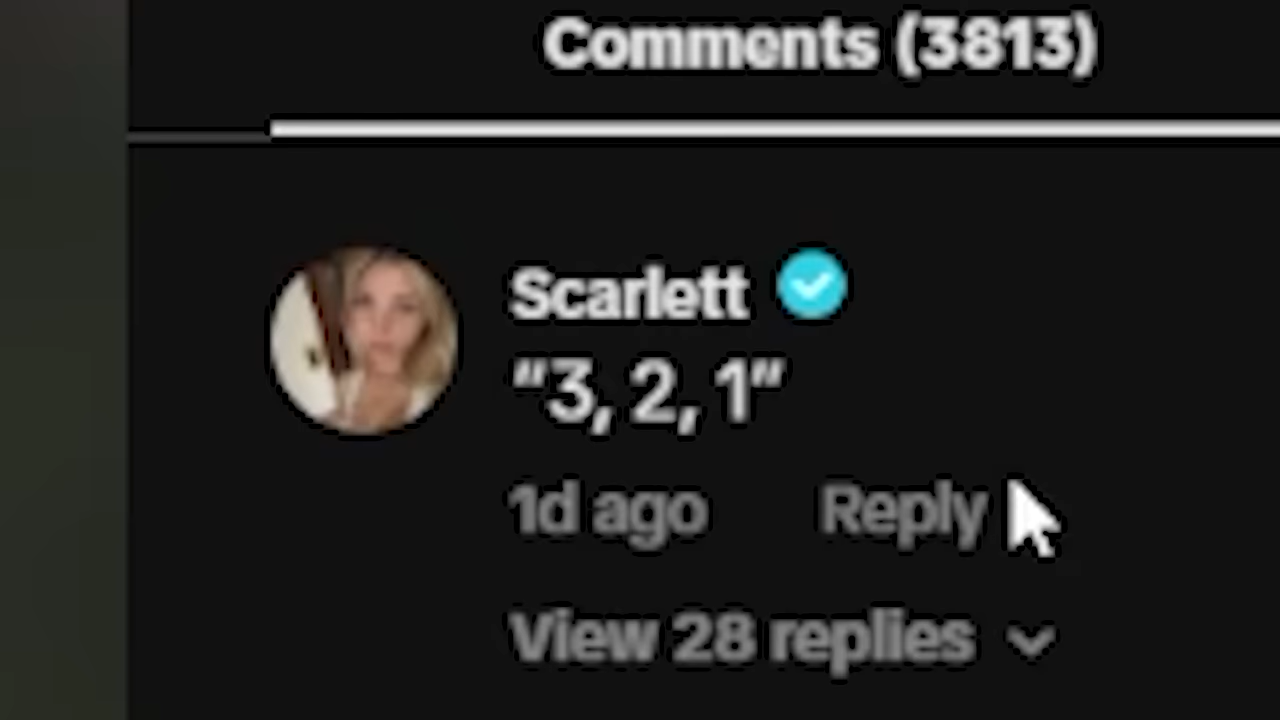 Comments (3813)
Scarlett
“3, 2, 1”
1d ago Reply
View 28 replies